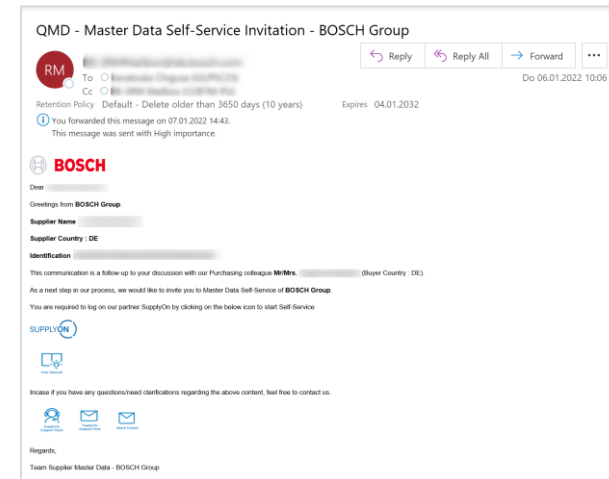 QMD - Master Data Self-Service Invitation - BOSCH Group
Reply
Reply All
Forward
RM
To
Cc
Do 06.01.2022 10:06
Retention Policy Default - Delete older than 3650 days (10 years) Expires 04.01.2032
You forwarded this message on 07.01.2022 14:43.
This message was sent with High importance.
BOSCH
Dear
Greetings from BOSCH Group.
Supplier Name
Supplier Country : DE
Identification
This communication is a follow-up to your discussion with our Purchasing colleague Mr/Mrs. (Buyer Country : DE).
As a next step in our process, we would like to invite you to Master Data Self-Service of BOSCH Group.
You are required to log on our partner SupplyOn by clicking on the below icon to start Self-Service
SUPPLYON
User Manual
Incase if you have any questions/need clarifications regarding the above content, feel free to contact us.
Regards,
Team Supplier Master Data - BOSCH Group